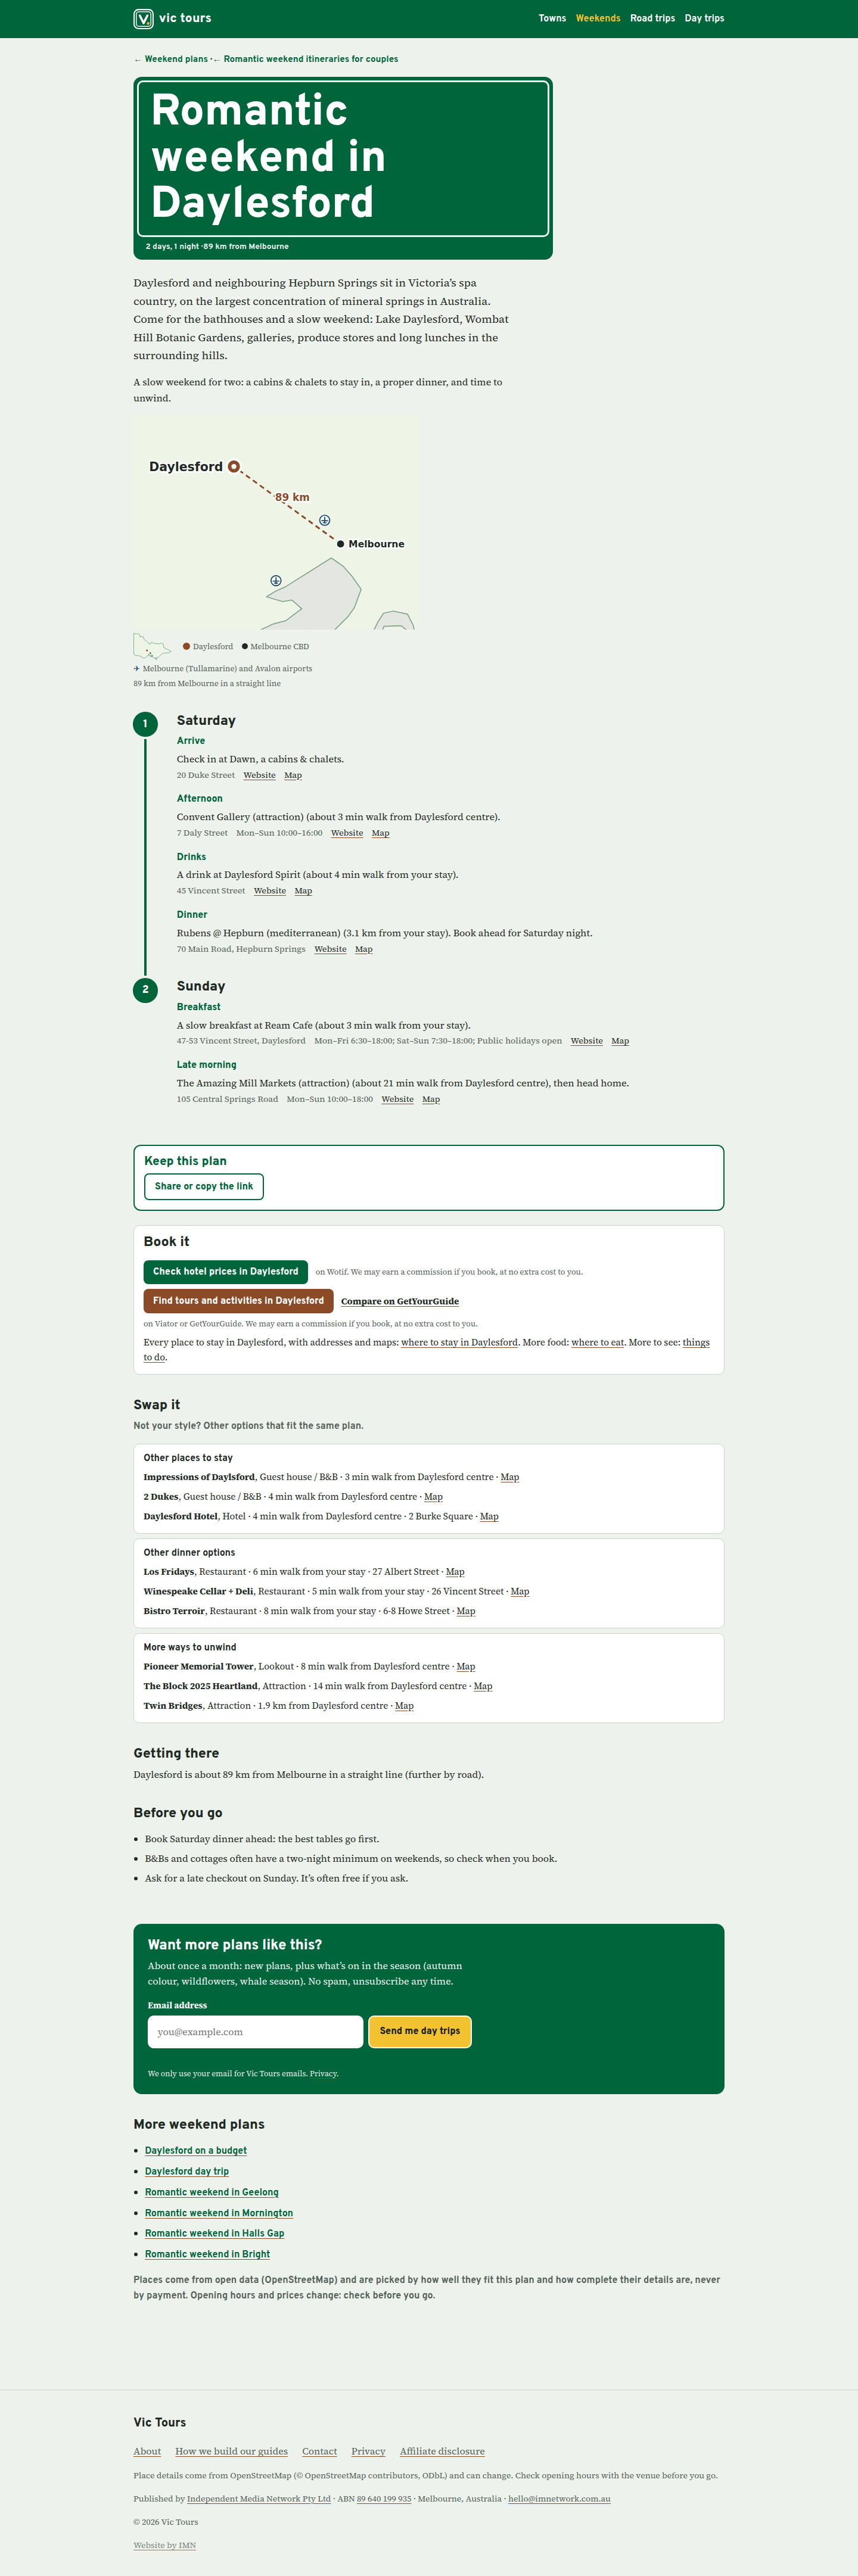 vic tours
Towns Weekends Road trips Day trips
← Weekend plans ·← Romantic weekend itineraries for couples
Romantic
weekend in
Daylesford
2 days, 1 night ·89 km from Melbourne
Daylesford and neighbouring Hepburn Springs sit in Victoria's spa
country, on the largest concentration of mineral springs in Australia.
Come for the bathhouses and a slow weekend: Lake Daylesford, Wombat
Hill Botanic Gardens, galleries, produce stores and long lunches in the
surrounding hills.
A slow weekend for two: a cabins & chalets to stay in, a proper dinner, and time to
unwind.
Daylesford
89 km
Melbourne
Daylesford Melbourne CBD
✈ Melbourne (Tullamarine) and Avalon airports
89 km from Melbourne in a straight line
1
Saturday
Arrive
Check in at Dawn, a cabins & chalets.
20 Duke Street Website Map
Afternoon
Convent Gallery (attraction) (about 3 min walk from Daylesford centre).
7 Daly Street Mon–Sun 10:00–16:00 Website Map
Drinks
A drink at Daylesford Spirit (about 4 min walk from your stay).
45 Vincent Street Website Map
Dinner
Rubens @ Hepburn (mediterranean) (3.1 km from your stay). Book ahead for Saturday night.
70 Main Road, Hepburn Springs Website Map
2
Sunday
Breakfast
A slow breakfast at Ream Cafe (about 3 min walk from your stay).
47-53 Vincent Street, Daylesford Mon–Fri 6:30–18:00; Sat–Sun 7:30–18:00; Public holidays open Website Map
Late morning
The Amazing Mill Markets (attraction) (about 21 min walk from Daylesford centre), then head home.
105 Central Springs Road Mon–Sun 10:00–18:00 Website Map
Keep this plan
Share or copy the link
Book it
Check hotel prices in Daylesford on Wotif. We may earn a commission if you book, at no extra cost to you.
Find tours and activities in Daylesford Compare on GetYourGuide
on Viator or GetYourGuide. We may earn a commission if you book, at no extra cost to you.
Every place to stay in Daylesford, with addresses and maps: where to stay in Daylesford. More food: where to eat. More to see: things
to do.
Swap it
Not your style? Other options that fit the same plan.
Other places to stay
Impressions of Daylsford, Guest house / B&B · 3 min walk from Daylesford centre · Map
2 Dukes, Guest house / B&B · 4 min walk from Daylesford centre · Map
Daylesford Hotel, Hotel · 4 min walk from Daylesford centre · 2 Burke Square · Map
Other dinner options
Los Fridays, Restaurant · 6 min walk from your stay · 27 Albert Street · Map
Winespeake Cellar + Deli, Restaurant · 5 min walk from your stay · 26 Vincent Street · Map
Bistro Terroir, Restaurant · 8 min walk from your stay · 6-8 Howe Street · Map
More ways to unwind
Pioneer Memorial Tower, Lookout · 8 min walk from Daylesford centre · Map
The Block 2025 Heartland, Attraction · 14 min walk from Daylesford centre · Map
Twin Bridges, Attraction · 1.9 km from Daylesford centre · Map
Getting there
Daylesford is about 89 km from Melbourne in a straight line (further by road).
Before you go
• Book Saturday dinner ahead: the best tables go first.
• B&Bs and cottages often have a two-night minimum on weekends, so check when you book.
• Ask for a late checkout on Sunday. It's often free if you ask.
Want more plans like this?
About once a month: new plans, plus what's on in the season (autumn
colour, wildflowers, whale season). No spam, unsubscribe any time.
Email address
you@example.com Send me day trips
We only use your email for Vic Tours emails. Privacy.
More weekend plans
• Daylesford on a budget
• Daylesford day trip
• Romantic weekend in Geelong
• Romantic weekend in Mornington
• Romantic weekend in Halls Gap
• Romantic weekend in Bright
Places come from open data (OpenStreetMap) and are picked by how well they fit this plan and how complete their details are, never
by payment. Opening hours and prices change: check before you go.
Vic Tours
About How we build our guides Contact Privacy Affiliate disclosure
Place details come from OpenStreetMap (© OpenStreetMap contributors, ODbL) and can change. Check opening hours with the venue before you go.
Published by Independent Media Network Pty Ltd · ABN 89 640 199 935 · Melbourne, Australia · hello@imnetwork.com.au
© 2026 Vic Tours
Website by IMN